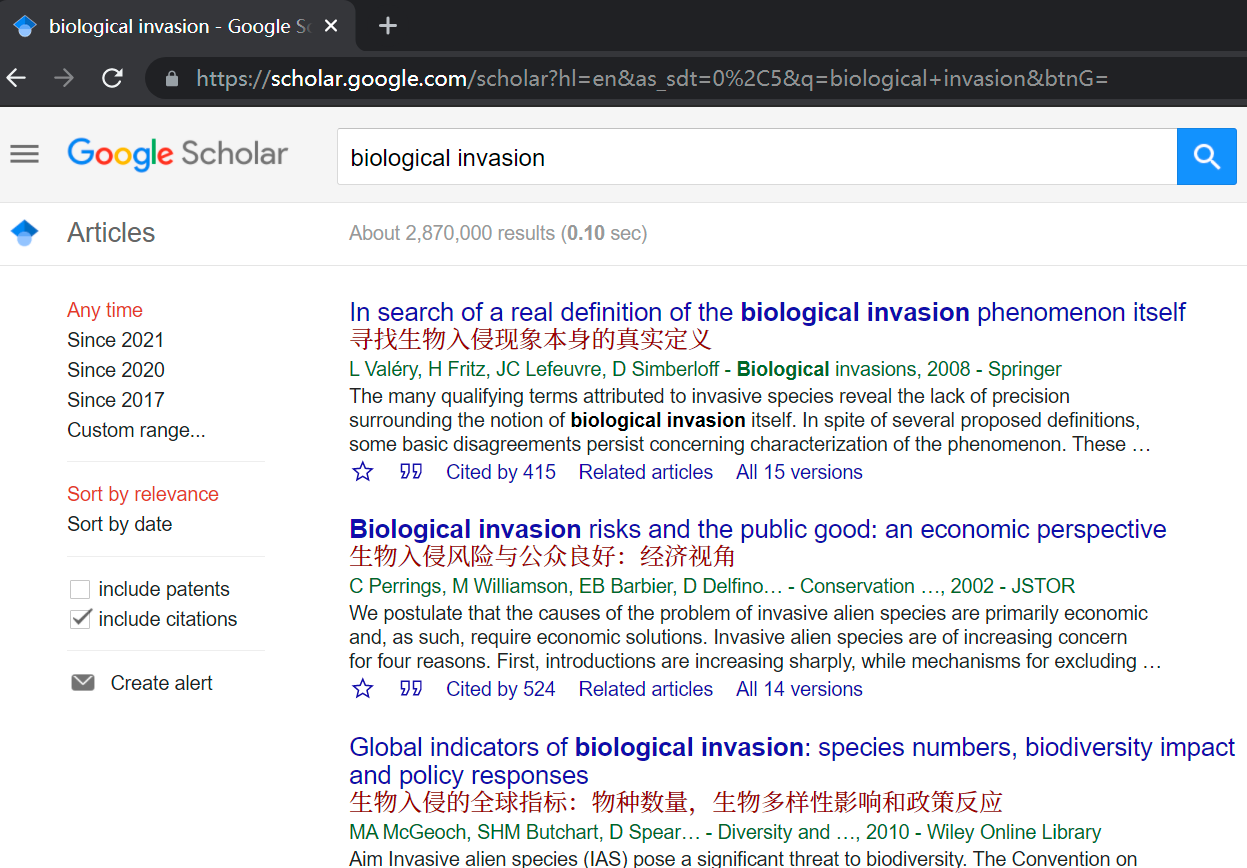 biological invasion - Google Sc
https://scholar.google.com/scholar?hl=en&as_sdt=0%2C5&q=biological+invasion&btnG=
Google Scholar
biological invasion
Articles
About 2,870,000 results (0.10 sec)
Any time
Since 2021
Since 2020
Since 2017
Custom range...
Sort by relevance
Sort by date
include patents
include citations
Create alert
In search of a real definition of the biological invasion phenomenon itself
寻找生物入侵现象本身的真实定义
L Valéry, H Fritz, JC Lefeuvre, D Simberloff - Biological invasions, 2008 - Springer
The many qualifying terms attributed to invasive species reveal the lack of precision
surrounding the notion of biological invasion itself. In spite of several proposed definitions,
some basic disagreements persist concerning characterization of the phenomenon. These …
Cited by 415 Related articles All 15 versions
Biological invasion risks and the public good: an economic perspective
生物入侵风险与公众良好：经济视角
C Perrings, M Williamson, EB Barbier, D Delfino… - Conservation …, 2002 - JSTOR
We postulate that the causes of the problem of invasive alien species are primarily economic
and, as such, require economic solutions. Invasive alien species are of increasing concern
for four reasons. First, introductions are increasing sharply, while mechanisms for excluding …
Cited by 524 Related articles All 14 versions
Global indicators of biological invasion: species numbers, biodiversity impact
and policy responses
生物入侵的全球指标：物种数量，生物多样性影响和政策反应
MA McGeoch, SHM Butchart, D Spear… - Diversity and …, 2010 - Wiley Online Library
Aim Invasive alien species (IAS) pose a significant threat to biodiversity. The Convention on